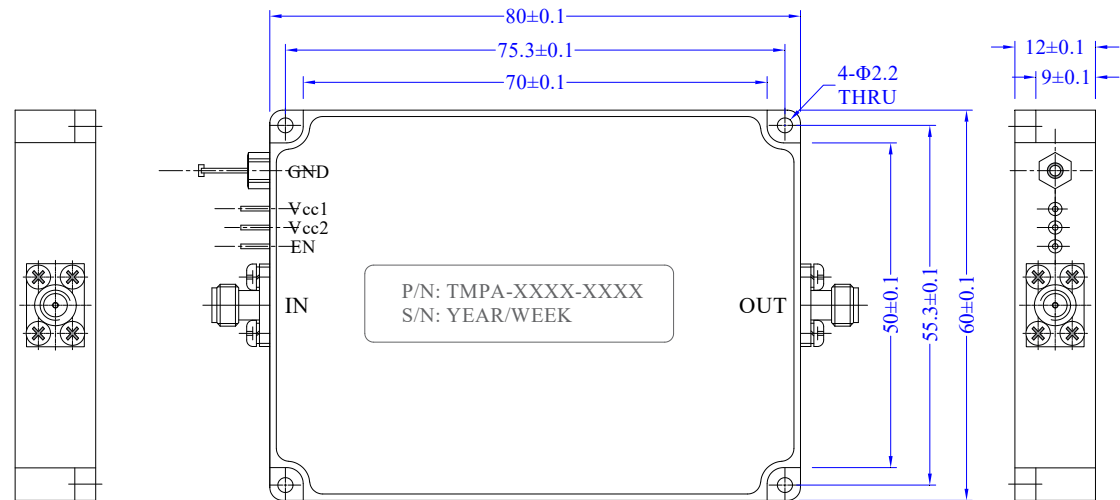 80±0.1
75.3±0.1
70±0.1
4-Φ2.2
THRU
12±0.1
9±0.1
GND
Vcc1
Vcc2
EN
IN
P/N: TMPA-XXXX-XXXX
S/N: YEAR/WEEK
OUT
50±0.1
55.3±0.1
60±0.1